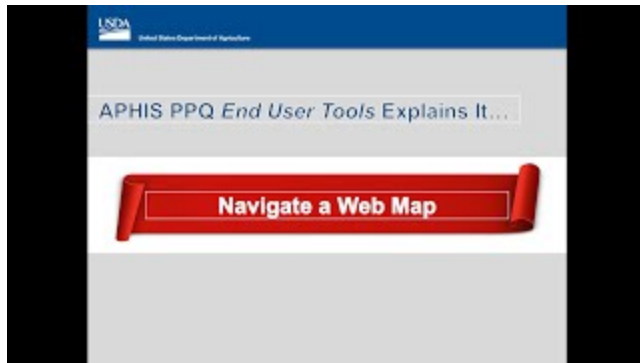 USDA
United States Department of Agriculture
APHIS PPQ End User Tools Explains It...
Navigate a Web Map